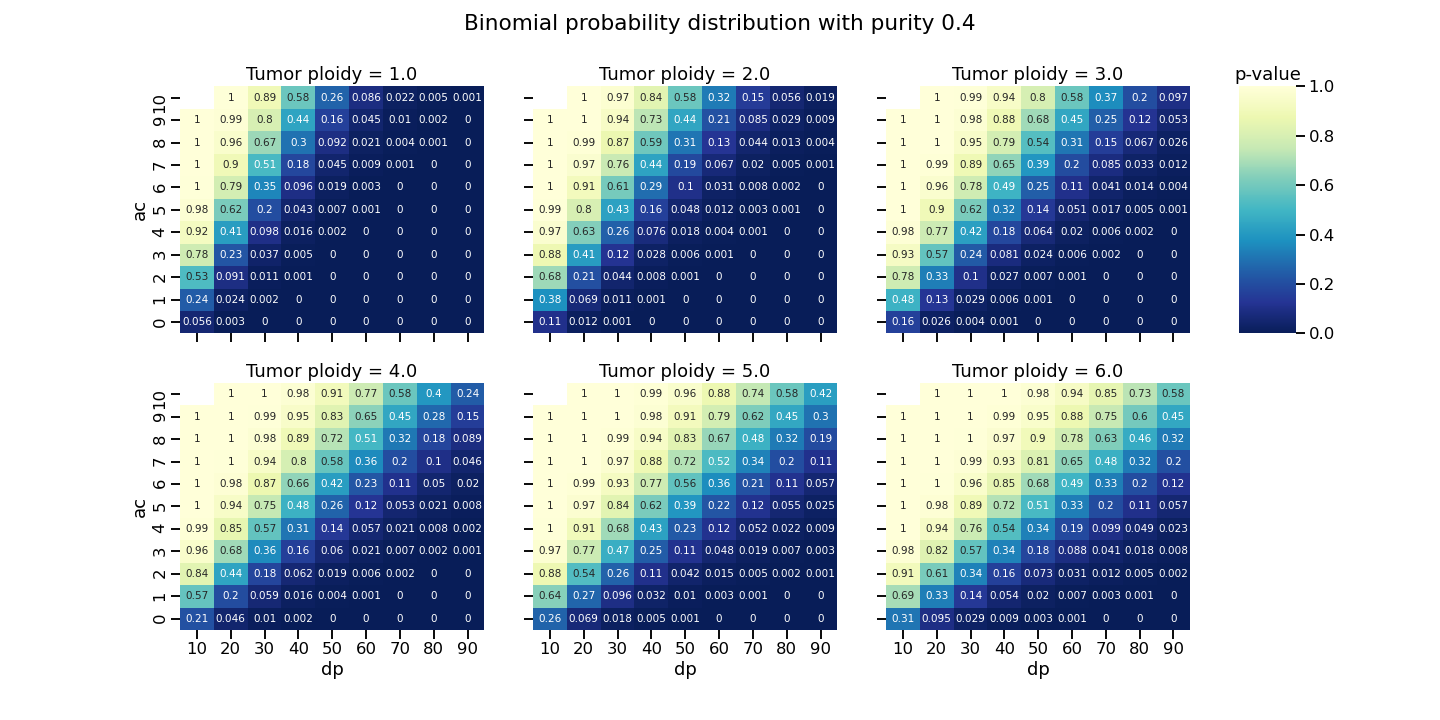 Binomial probability distribution with purity 0.4
Tumor ploidy = 1.0
ac
10 1 0.89 0.58 0.26 0.086 0.022 0.005 0.001
9 1 0.99 0.8 0.44 0.16 0.045 0.01 0.002 0
8 1 0.96 0.67 0.3 0.092 0.021 0.004 0.001 0
7 1 0.9 0.51 0.18 0.045 0.009 0.001 0 0
6 1 0.79 0.35 0.096 0.019 0.003 0 0 0
5 0.98 0.62 0.2 0.043 0.007 0.001 0 0 0
4 0.92 0.41 0.098 0.016 0.002 0 0 0 0
3 0.78 0.23 0.037 0.005 0 0 0 0 0
2 0.53 0.091 0.011 0.001 0 0 0 0 0
1 0.24 0.024 0.002 0 0 0 0 0 0
0 0.056 0.003 0 0 0 0 0 0 0
Tumor ploidy = 2.0
1 0.97 0.84 0.58 0.32 0.15 0.056 0.019
1 1 0.94 0.73 0.44 0.21 0.085 0.029 0.009
1 0.99 0.87 0.59 0.31 0.13 0.044 0.013 0.004
1 0.97 0.76 0.44 0.19 0.067 0.02 0.005 0.001
1 0.91 0.61 0.29 0.1 0.031 0.008 0.002 0
0.99 0.8 0.43 0.16 0.048 0.012 0.003 0.001 0
0.97 0.63 0.26 0.076 0.018 0.004 0.001 0 0
0.88 0.41 0.12 0.028 0.006 0.001 0 0 0
0.68 0.21 0.044 0.008 0.001 0 0 0 0
0.38 0.069 0.011 0.001 0 0 0 0 0
0.11 0.012 0.001 0 0 0 0 0 0
Tumor ploidy = 3.0
1 0.99 0.94 0.8 0.58 0.37 0.2 0.097
1 1 0.98 0.88 0.68 0.45 0.25 0.12 0.053
1 1 0.95 0.79 0.54 0.31 0.15 0.067 0.026
1 0.99 0.89 0.65 0.39 0.2 0.085 0.033 0.012
1 0.96 0.78 0.49 0.25 0.11 0.041 0.014 0.004
1 0.9 0.62 0.32 0.14 0.051 0.017 0.005 0.001
0.98 0.77 0.42 0.18 0.064 0.02 0.006 0.002 0
0.93 0.57 0.24 0.081 0.024 0.006 0.002 0 0
0.78 0.33 0.1 0.027 0.007 0.001 0 0 0
0.48 0.13 0.029 0.006 0.001 0 0 0 0
0.16 0.026 0.004 0.001 0 0 0 0 0
p-value
1.0
0.8
0.6
0.4
0.2
0.0
Tumor ploidy = 4.0
ac
10 1 1 0.98 0.91 0.77 0.58 0.4 0.24
9 1 1 0.99 0.95 0.83 0.65 0.45 0.28 0.15
8 1 1 0.98 0.89 0.72 0.51 0.32 0.18 0.089
7 1 1 0.94 0.8 0.58 0.36 0.2 0.1 0.046
6 1 0.98 0.87 0.66 0.42 0.23 0.11 0.05 0.02
5 1 0.94 0.75 0.48 0.26 0.12 0.053 0.021 0.008
4 0.99 0.85 0.57 0.31 0.14 0.057 0.021 0.008 0.002
3 0.96 0.68 0.36 0.16 0.06 0.021 0.007 0.002 0.001
2 0.84 0.44 0.18 0.062 0.019 0.006 0.002 0 0
1 0.57 0.2 0.059 0.016 0.004 0.001 0 0 0
0 0.21 0.046 0.01 0.002 0 0 0 0 0
10 20 30 40 50 60 70 80 90
dp
Tumor ploidy = 5.0
1 1 0.99 0.96 0.88 0.74 0.58 0.42
1 1 1 0.98 0.91 0.79 0.62 0.45 0.3
1 1 0.99 0.94 0.83 0.67 0.48 0.32 0.19
1 1 0.97 0.88 0.72 0.52 0.34 0.2 0.11
1 0.99 0.93 0.77 0.56 0.36 0.21 0.11 0.057
1 0.97 0.84 0.62 0.39 0.22 0.12 0.055 0.025
1 0.91 0.68 0.43 0.23 0.12 0.052 0.022 0.009
0.97 0.77 0.47 0.25 0.11 0.048 0.019 0.007 0.003
0.88 0.54 0.26 0.11 0.042 0.015 0.005 0.002 0.001
0.64 0.27 0.096 0.032 0.01 0.003 0.001 0 0
0.26 0.069 0.018 0.005 0.001 0 0 0 0
10 20 30 40 50 60 70 80 90
dp
Tumor ploidy = 6.0
1 1 1 0.98 0.94 0.85 0.73 0.58
1 1 1 0.99 0.95 0.88 0.75 0.6 0.45
1 1 1 0.97 0.9 0.78 0.63 0.46 0.32
1 1 0.99 0.93 0.81 0.65 0.48 0.32 0.2
1 1 0.96 0.85 0.68 0.49 0.33 0.2 0.12
1 0.98 0.89 0.72 0.51 0.33 0.2 0.11 0.057
1 0.94 0.76 0.54 0.34 0.19 0.099 0.049 0.023
0.98 0.82 0.57 0.34 0.18 0.088 0.041 0.018 0.008
0.91 0.61 0.34 0.16 0.073 0.031 0.012 0.005 0.002
0.69 0.33 0.14 0.054 0.02 0.007 0.003 0.001 0
0.31 0.095 0.029 0.009 0.003 0.001 0 0 0
10 20 30 40 50 60 70 80 90
dp